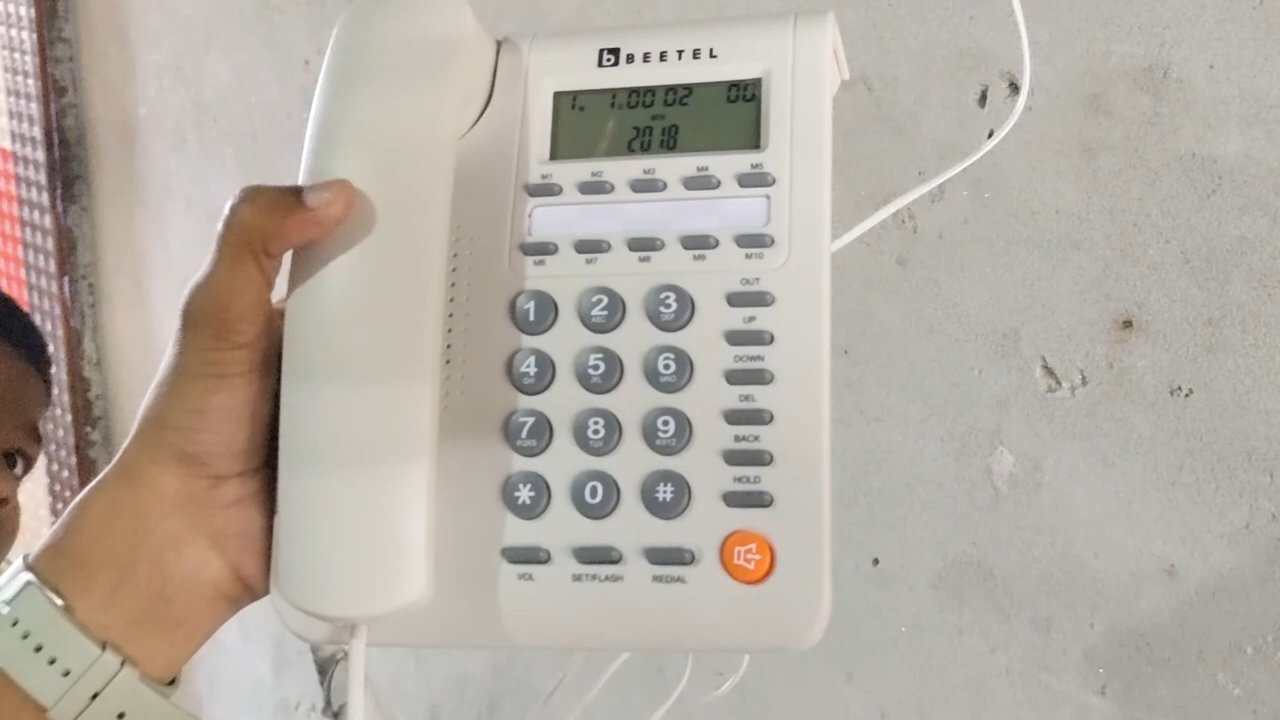 b BEETEL
1. 1.00 02 00
MIN
2018
M1 M2 M3 M4 M5
M6 M7 M8 M9 M10
OUT
1 2 ABC 3 DEF
UP
4 GHI 5 JKL 6 MNO
DOWN
DEL
7 PQRS 8 TUV 9 WXYZ
BACK
HOLD
* 0 #
VOL SET/FLASH REDIAL